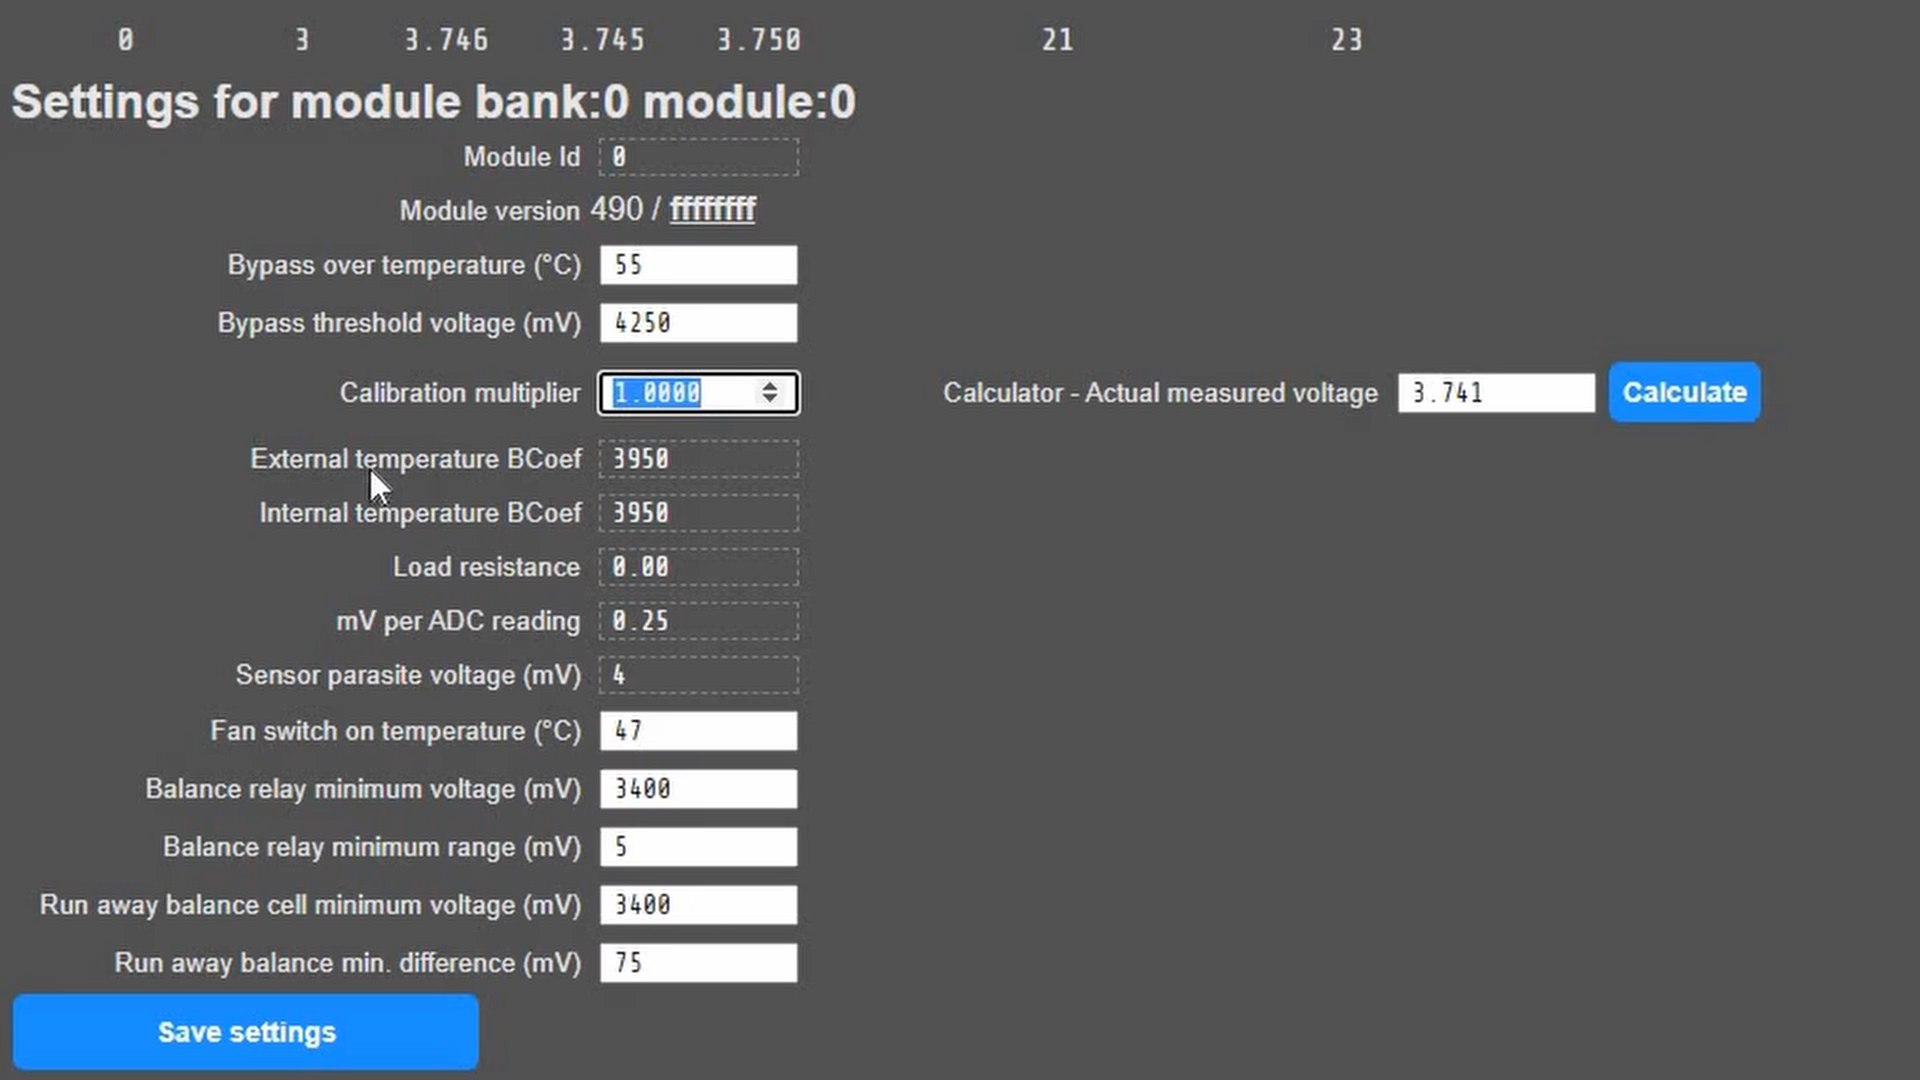 0 3 3.746 3.745 3.750 21 23
Settings for module bank:0 module:0
Module Id 0
Module version 490 / ffffffff
Bypass over temperature (°C) 55
Bypass threshold voltage (mV) 4250
Calibration multiplier 1.0000 Calculator - Actual measured voltage 3.741 Calculate
External temperature BCoef 3950
Internal temperature BCoef 3950
Load resistance 0.00
mV per ADC reading 0.25
Sensor parasite voltage (mV) 4
Fan switch on temperature (°C) 47
Balance relay minimum voltage (mV) 3400
Balance relay minimum range (mV) 5
Run away balance cell minimum voltage (mV) 3400
Run away balance min. difference (mV) 75
Save settings